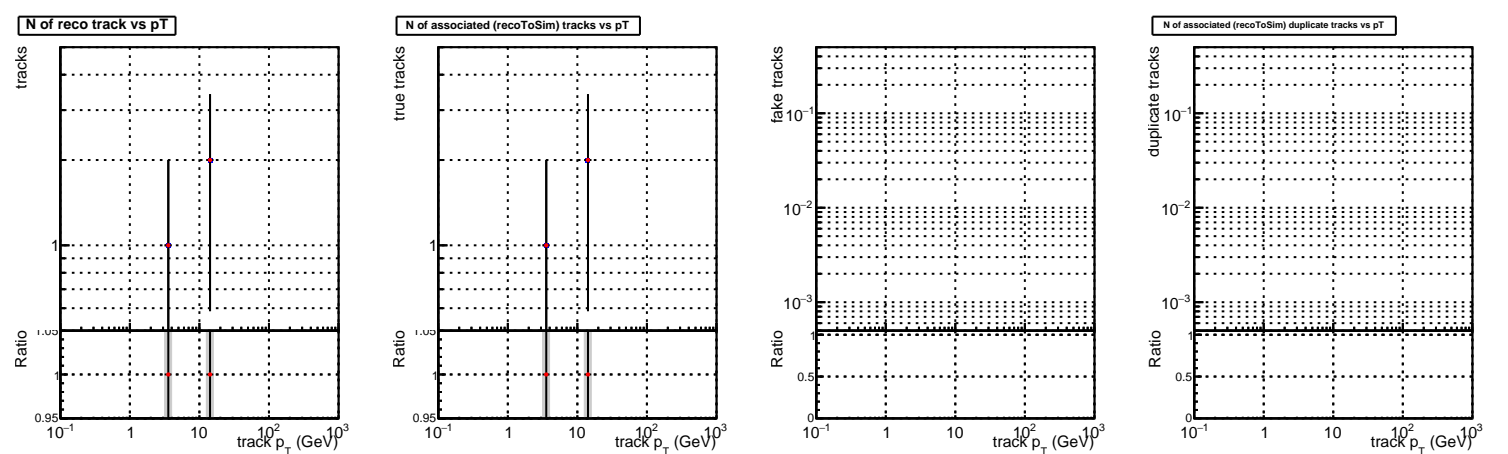 N of reco track vs pT
tracks
1
1.05
Ratio
1
0.95
10⁻¹ 1 10 10² 10³
track p_T (GeV)
N of associated (recoToSim) tracks vs pT
true tracks
1
1.05
Ratio
1
0.95
10⁻¹ 1 10 10² 10³
track p_T (GeV)
fake tracks
10⁻¹
10⁻²
10⁻³
Ratio
1
0.5
0
10⁻¹ 1 10 10² 10³
track p_T (GeV)
N of associated (recoToSim) duplicate tracks vs pT
duplicate tracks
10⁻¹
10⁻²
10⁻³
Ratio
1
0.5
0
10⁻¹ 1 10 10² 10³
track p_T (GeV)